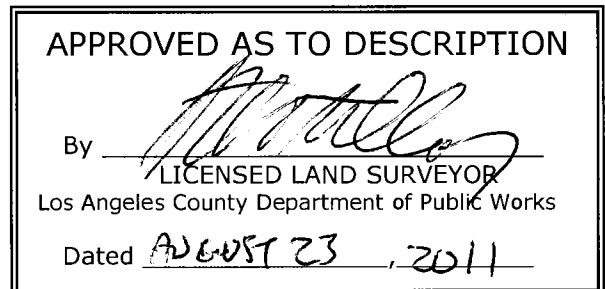 APPROVED AS TO DESCRIPTION
By
LICENSED LAND SURVEYOR
Los Angeles County Department of Public Works
Dated AUGUST 23, 2011